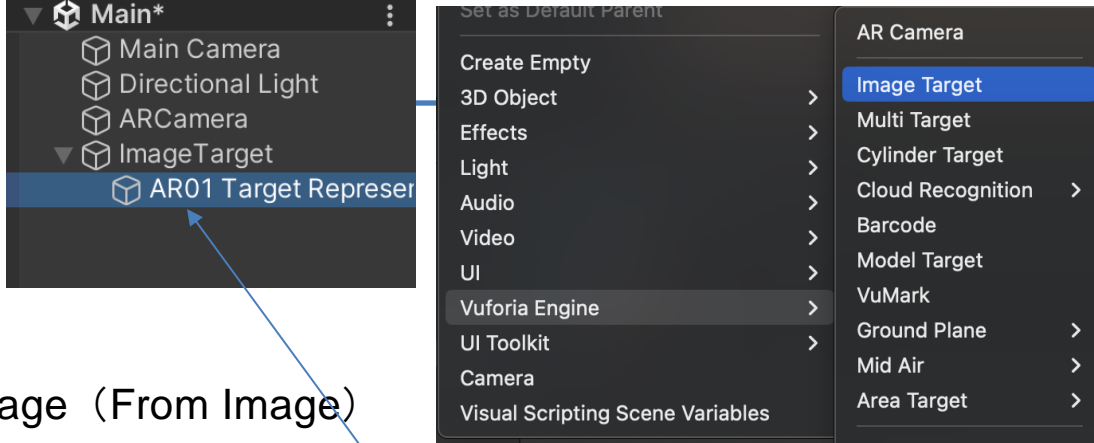 Main*
Main Camera
Directional Light
ARCamera
ImageTarget
AR01 Target Represer
Set as Default Parent
Create Empty
3D Object
Effects
Light
Audio
Video
UI
Vuforia Engine
UI Toolkit
Camera
Visual Scripting Scene Variables
AR Camera
Image Target
Multi Target
Cylinder Target
Cloud Recognition
Barcode
Model Target
VuMark
Ground Plane
Mid Air
Area Target
age（From Image）